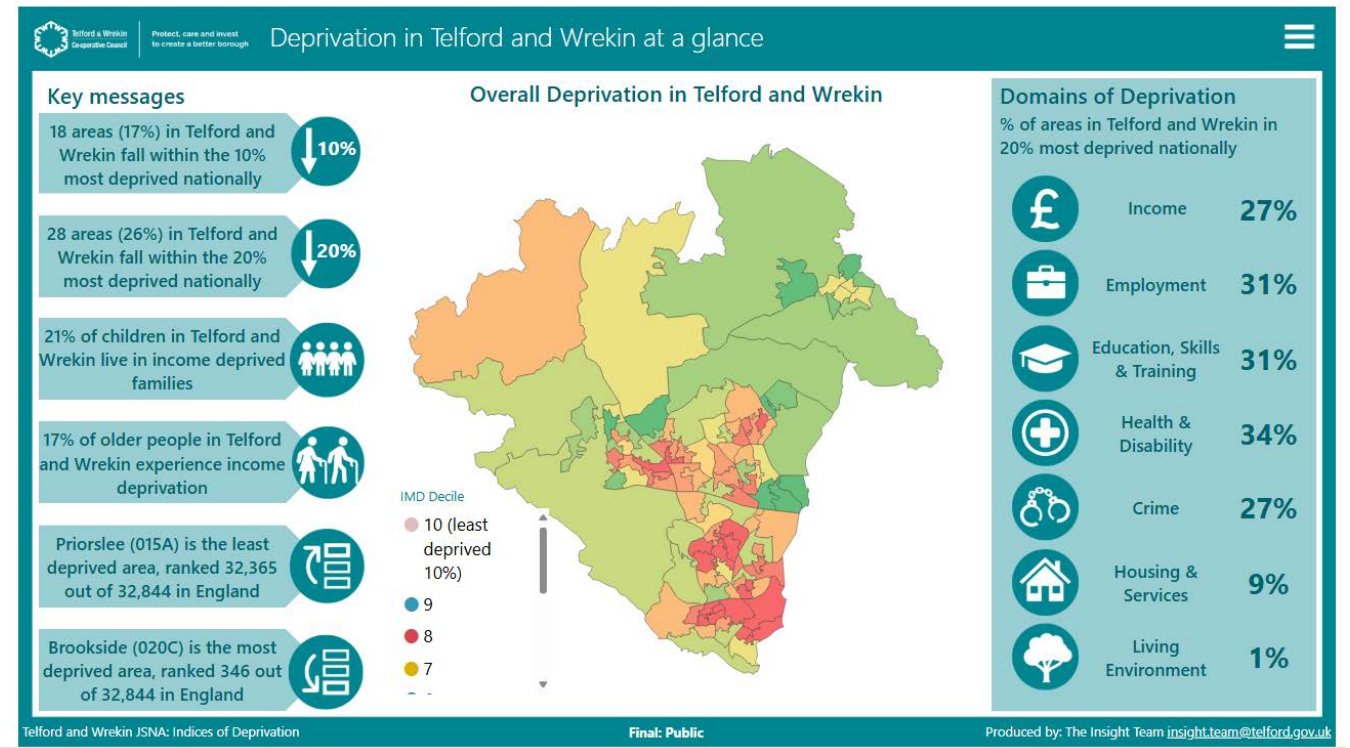 Telford & Wrekin
Co-operative Council
Protect, care and invest
to create a better borough
Deprivation in Telford and Wrekin at a glance
Key messages
18 areas (17%) in Telford and
Wrekin fall within the 10%
most deprived nationally
10%
28 areas (26%) in Telford and
Wrekin fall within the 20%
most deprived nationally
20%
21% of children in Telford and
Wrekin live in income deprived
families
17% of older people in Telford
and Wrekin experience income
deprivation
Priorslee (015A) is the least
deprived area, ranked 32,365
out of 32,844 in England
Brookside (020C) is the most
deprived area, ranked 346 out
of 32,844 in England
Overall Deprivation in Telford and Wrekin
IMD Decile
10 (least
deprived
10%)
9
8
7
Domains of Deprivation
% of areas in Telford and Wrekin in
20% most deprived nationally
£
Income
27%
Employment
31%
Education, Skills
& Training
31%
Health &
Disability
34%
Crime
27%
Housing &
Services
9%
Living
Environment
1%
Telford and Wrekin JSNA: Indices of Deprivation
Final: Public
Produced by: The Insight Team insight.team@telford.gov.uk